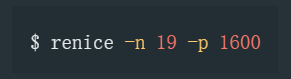 $ renice -n 19 -p 1600